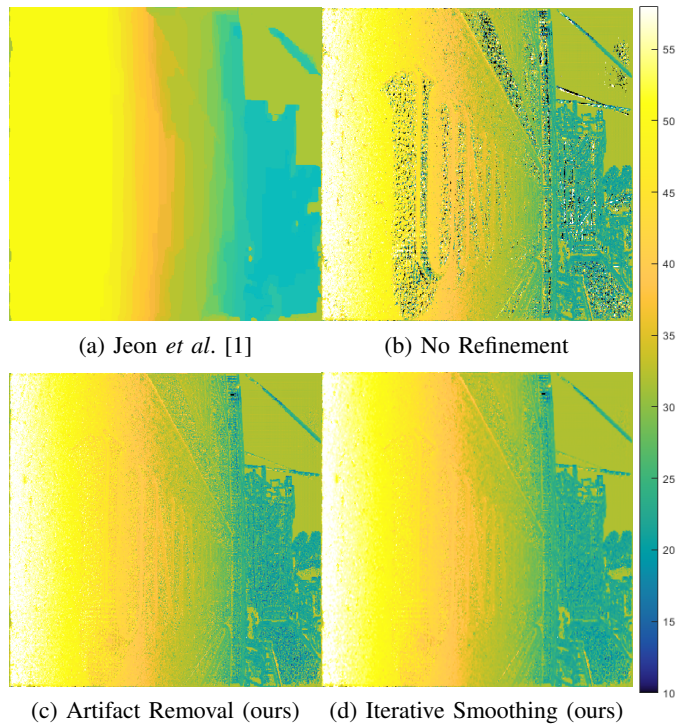 (a) Jeon et al. [1]
(b) No Refinement
(c) Artifact Removal (ours)
(d) Iterative Smoothing (ours)
55
50
45
40
35
30
25
20
15
10